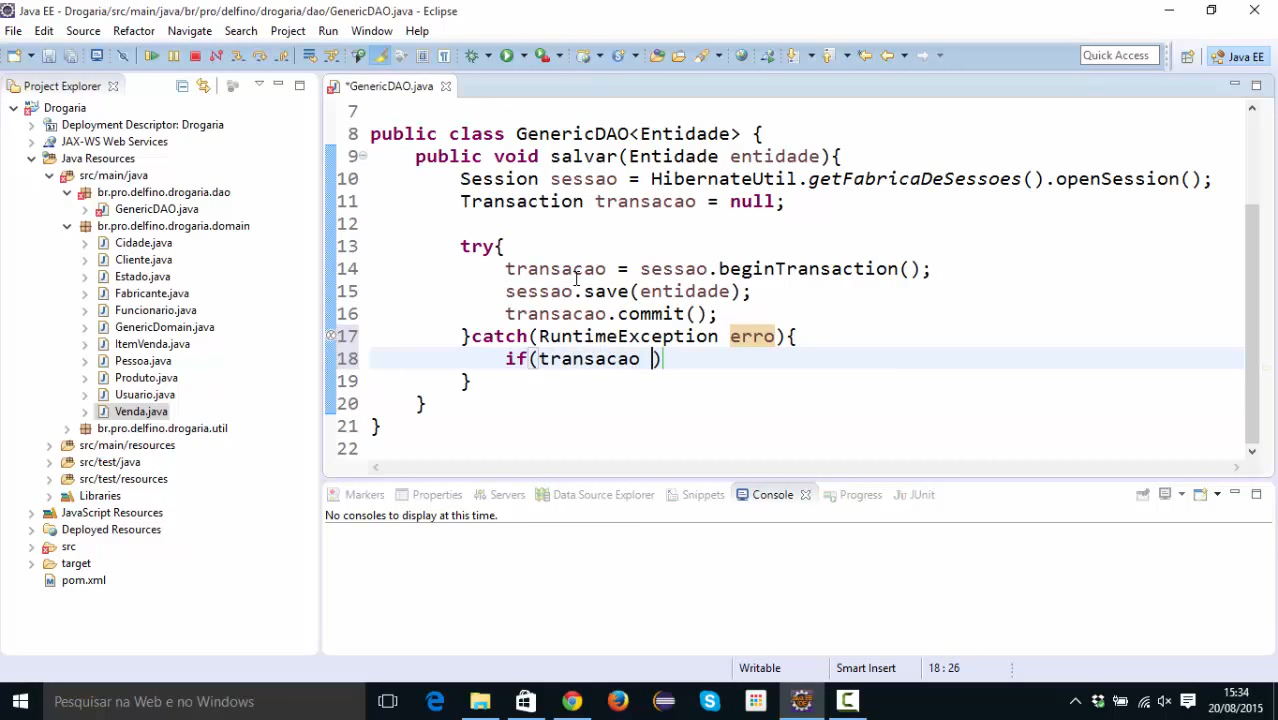 Java EE - Drogaria/src/main/java/br/pro/delfino/drogaria/dao/GenericDAO.java - Eclipse
File Edit Source Refactor Navigate Search Project Run Window Help
Quick Access
Java EE
Project Explorer
Drogaria
Deployment Descriptor: Drogaria
JAX-WS Web Services
Java Resources
src/main/java
br.pro.delfino.drogaria.dao
GenericDAO.java
br.pro.delfino.drogaria.domain
Cidade.java
Cliente.java
Estado.java
Fabricante.java
Funcionario.java
GenericDomain.java
ItemVenda.java
Pessoa.java
Produto.java
Usuario.java
Venda.java
br.pro.delfino.drogaria.util
src/main/resources
src/test/java
src/test/resources
Libraries
JavaScript Resources
Deployed Resources
src
target
pom.xml
*GenericDAO.java
7
8 public class GenericDAO<Entidade> {
9 public void salvar(Entidade entidade){
10 Session sessao = HibernateUtil.getFabricaDeSessoes().openSession();
11 Transaction transacao = null;
12
13 try{
14 transacao = sessao.beginTransaction();
15 sessao.save(entidade);
16 transacao.commit();
17 }catch(RuntimeException erro){
18 if(transacao )
19 }
20 }
21 }
22
Markers Properties Servers Data Source Explorer Snippets Console Progress JUnit
No consoles to display at this time.
Writable Smart Insert 18 : 26
Pesquisar na Web e no Windows
15:34
20/08/2015